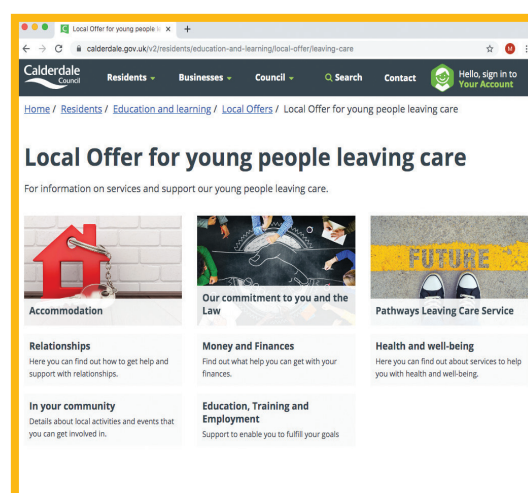 Local Offer for young people le
calderdale.gov.uk/v2/residents/education-and-learning/local-offer/leaving-care
M
Calderdale
Council
Residents
Businesses
Council
Search
Contact
Hello, sign in to
Your Account
Home / Residents / Education and learning / Local Offers / Local Offer for young people leaving care
Local Offer for young people leaving care
For information on services and support our young people leaving care.
FUTURE
Accommodation
Our commitment to you and the
Law
Pathways Leaving Care Service
Relationships
Here you can find out how to get help and
support with relationships.
Money and Finances
Find out what help you can get with your
finances.
Health and well-being
Here you can find out about services to help
you with health and well-being.
In your community
Details about local activities and events that
you can get involved in.
Education, Training and
Employment
Support to enable you to fulfill your goals